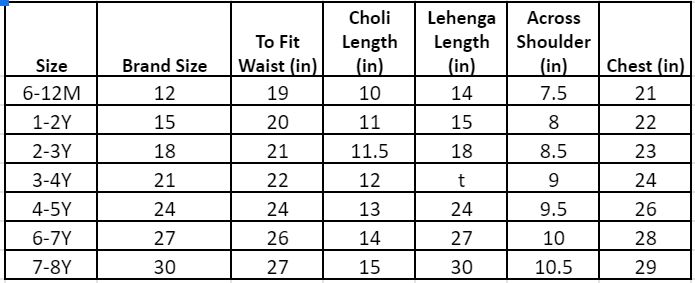 Size Brand Size To Fit Waist (in) Choli Length (in) Lehenga Length (in) Across Shoulder (in) Chest (in)
6-12M 12 19 10 14 7.5 21
1-2Y 15 20 11 15 8 22
2-3Y 18 21 11.5 18 8.5 23
3-4Y 21 22 12 t 9 24
4-5Y 24 24 13 24 9.5 26
6-7Y 27 26 14 27 10 28
7-8Y 30 27 15 30 10.5 29